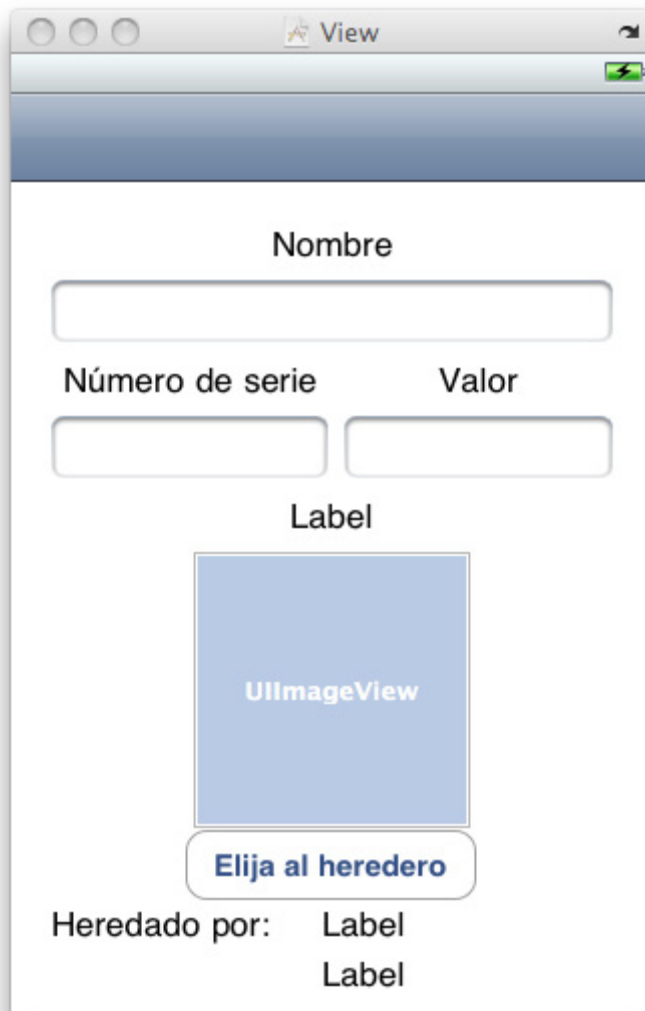 View
Nombre
Número de serie Valor
Label
UIImageView
Elija al heredero
Heredado por: Label
Label